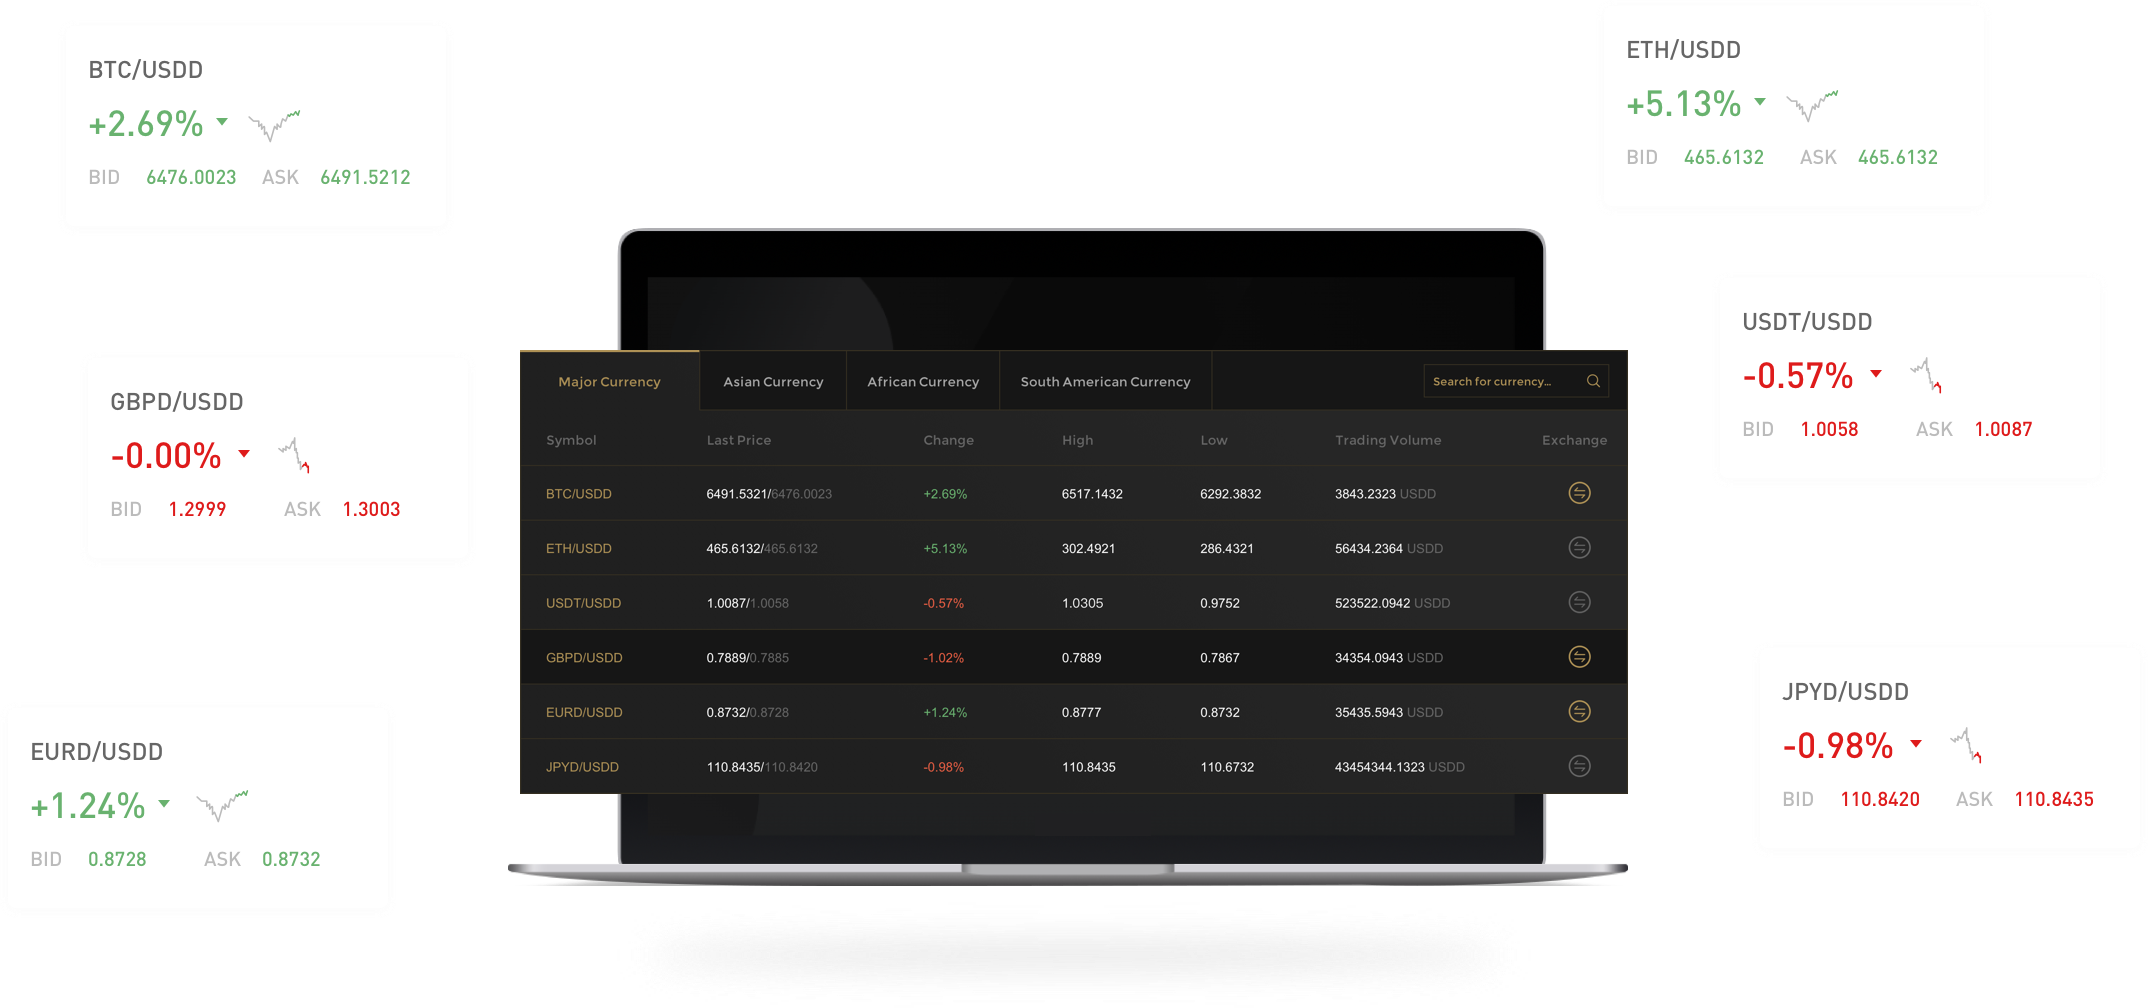 BTC/USDD
+2.69%
BID 6476.0023 ASK 6491.5212
ETH/USDD
+5.13%
BID 465.6132 ASK 465.6132
GBPD/USDD
-0.00%
BID 1.2999 ASK 1.3003
USDT/USDD
-0.57%
BID 1.0058 ASK 1.0087
EURD/USDD
+1.24%
BID 0.8728 ASK 0.8732
JPYD/USDD
-0.98%
BID 110.8420 ASK 110.8435
Major Currency Asian Currency African Currency South American Currency Search for currency...
Symbol Last Price Change High Low Trading Volume Exchange
BTC/USDD 6491.5321/6476.0023 +2.69% 6517.1432 6292.3832 3843.2323 USDD
ETH/USDD 465.6132/465.6132 +5.13% 302.4921 286.4321 56434.2364 USDD
USDT/USDD 1.0087/1.0058 -0.57% 1.0305 0.9752 523522.0942 USDD
GBPD/USDD 0.7889/0.7885 -1.02% 0.7889 0.7867 34354.0943 USDD
EURD/USDD 0.8732/0.8728 +1.24% 0.8777 0.8732 35435.5943 USDD
JPYD/USDD 110.8435/110.8420 -0.98% 110.8435 110.6732 43454344.1323 USDD